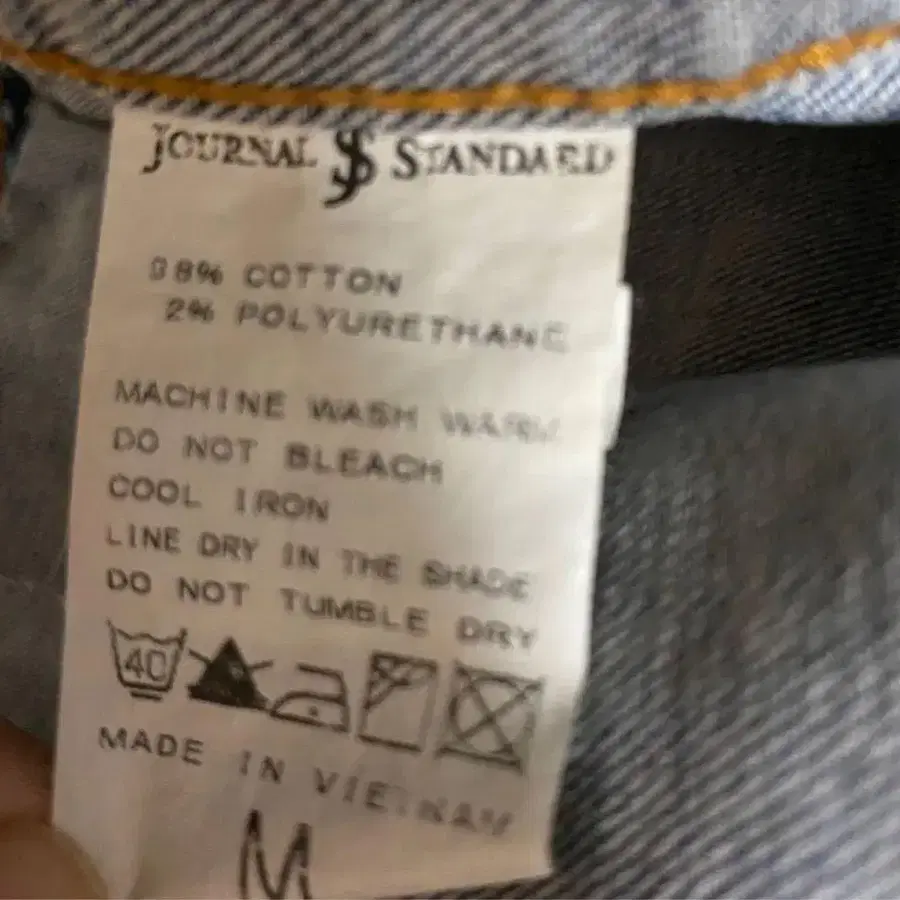 JOURNAL JS STANDARD
98% COTTON
2% POLYURETHANE
MACHINE WASH WARM
DO NOT BLEACH
COOL IRON
LINE DRY IN THE SHADE
DO NOT TUMBLE DRY
40
MADE IN VIETNAM
M